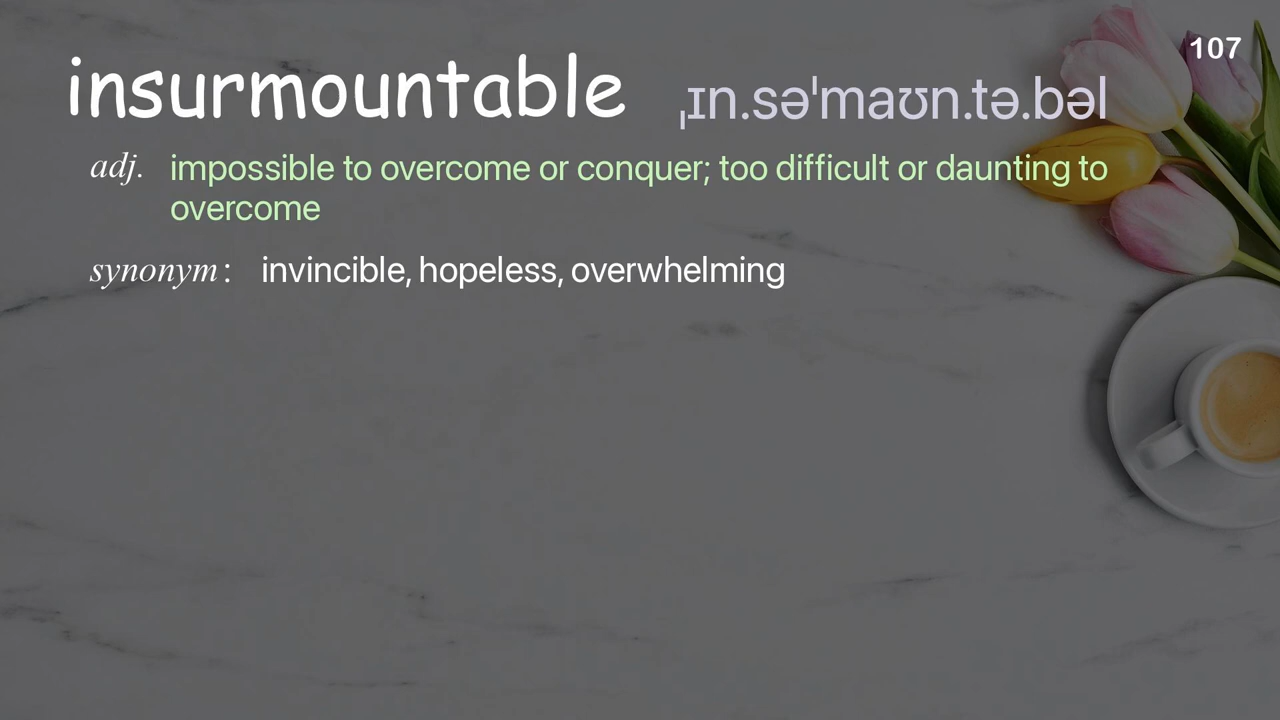 107
insurmountable ˌɪn.səˈmaʊn.tə.bəl
adj. impossible to overcome or conquer; too difficult or daunting to
overcome
synonym: invincible, hopeless, overwhelming